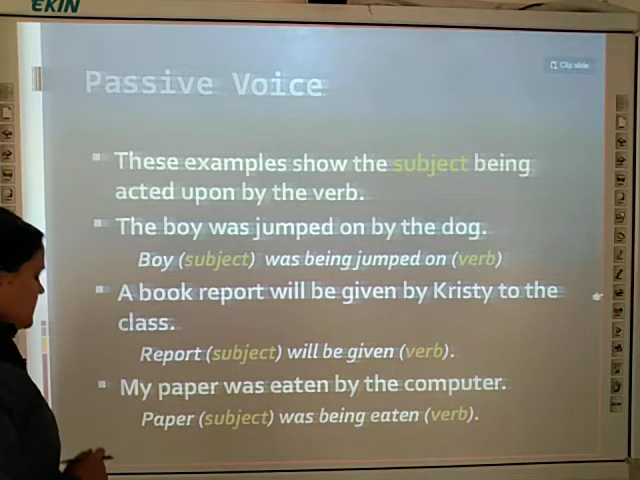 EKIN
Clip slide
Passive Voice
These examples show the subject being
acted upon by the verb.
The boy was jumped on by the dog.
Boy (subject) was being jumped on (verb)
A book report will be given by Kristy to the
class.
Report (subject) will be given (verb).
My paper was eaten by the computer.
Paper (subject) was being eaten (verb).